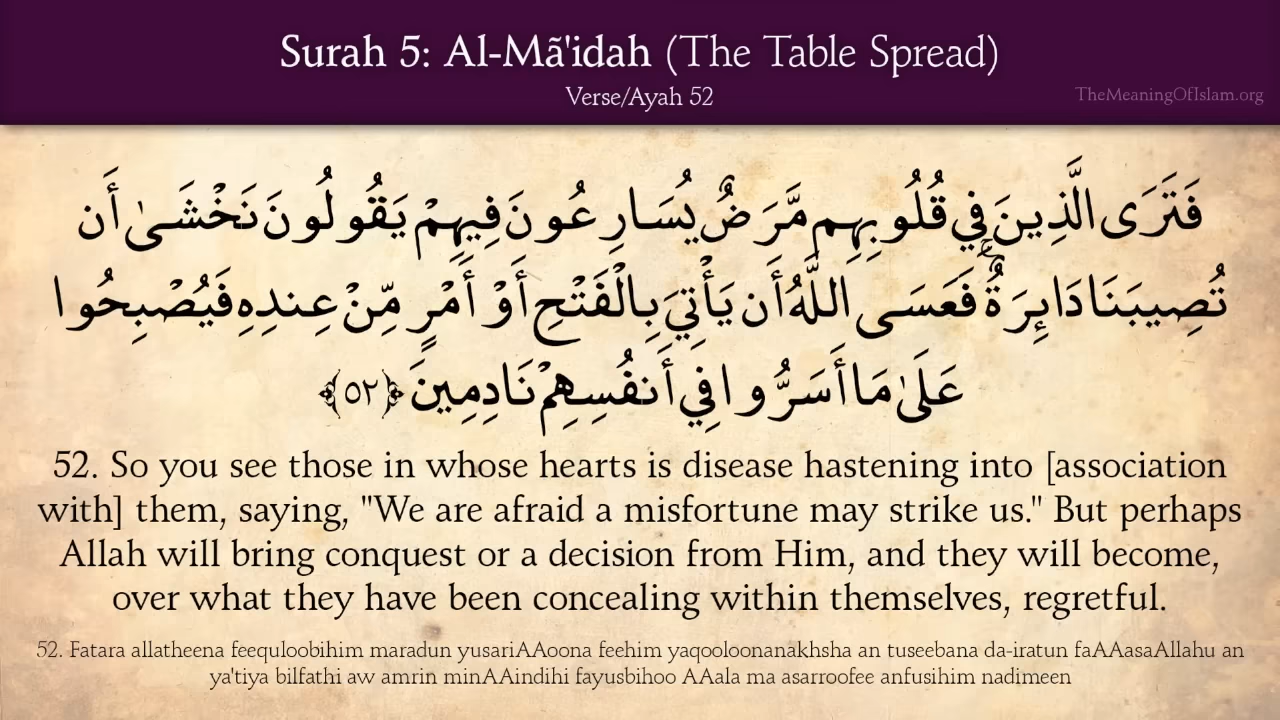 Surah 5: Al-Mã'idah (The Table Spread)
Verse/Ayah 52
TheMeaningOfIslam.org
فَتَرَى الَّذِينَ فِي قُلُوبِهِم مَّرَضٌ يُسَارِعُونَ فِيهِمْ يَقُولُونَ نَخْشَىٰ أَن
تُصِيبَنَا دَائِرَةٌ ۚ فَعَسَى اللَّهُ أَن يَأْتِيَ بِالْفَتْحِ أَوْ أَمْرٍ مِّنْ عِندِهِ فَيُصْبِحُوا
عَلَىٰ مَا أَسَرُّوا فِي أَنفُسِهِمْ نَادِمِينَ ﴿٥٢﴾
52. So you see those in whose hearts is disease hastening into [association
with] them, saying, "We are afraid a misfortune may strike us." But perhaps
Allah will bring conquest or a decision from Him, and they will become,
over what they have been concealing within themselves, regretful.
52. Fatara allatheena feequloobihim maradun yusariAAoona feehim yaqooloonanakhsha an tuseebana da-iratun faAAasaAllahu an
ya'tiya bilfathi aw amrin minAAindihi fayusbihoo AAala ma asarroofee anfusihim nadimeen